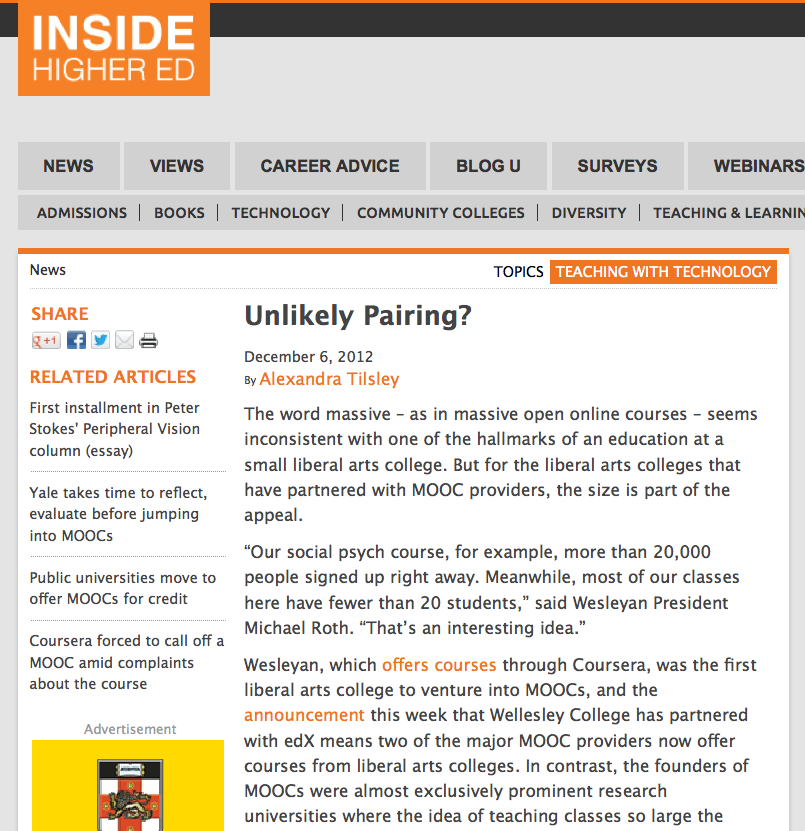 INSIDE
HIGHER ED
NEWS VIEWS CAREER ADVICE BLOG U SURVEYS WEBINARS
ADMISSIONS | BOOKS | TECHNOLOGY | COMMUNITY COLLEGES | DIVERSITY | TEACHING & LEARNIN
News
TOPICS TEACHING WITH TECHNOLOGY
SHARE
+1
RELATED ARTICLES
First installment in Peter
Stokes' Peripheral Vision
column (essay)
Yale takes time to reflect,
evaluate before jumping
into MOOCs
Public universities move to
offer MOOCs for credit
Coursera forced to call off a
MOOC amid complaints
about the course
Advertisement
Unlikely Pairing?
December 6, 2012
By Alexandra Tilsley
The word massive – as in massive open online courses – seems
inconsistent with one of the hallmarks of an education at a
small liberal arts college. But for the liberal arts colleges that
have partnered with MOOC providers, the size is part of the
appeal.
“Our social psych course, for example, more than 20,000
people signed up right away. Meanwhile, most of our classes
here have fewer than 20 students,” said Wesleyan President
Michael Roth. “That’s an interesting idea.”
Wesleyan, which offers courses through Coursera, was the first
liberal arts college to venture into MOOCs, and the
announcement this week that Wellesley College has partnered
with edX means two of the major MOOC providers now offer
courses from liberal arts colleges. In contrast, the founders of
MOOCs were almost exclusively prominent research
universities where the idea of teaching classes so large the